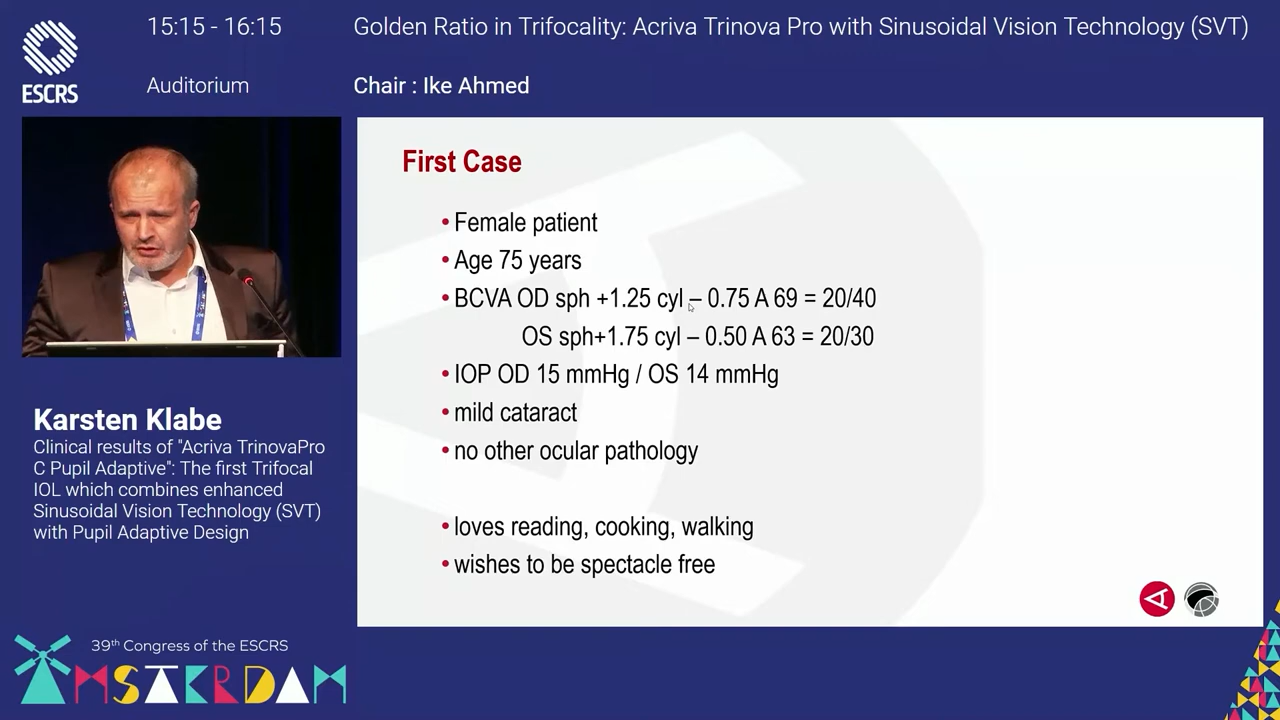 15:15 - 16:15
Golden Ratio in Trifocality: Acriva Trinova Pro with Sinusoidal Vision Technology (SVT)
ESCRS
Auditorium
Chair : Ike Ahmed
First Case
• Female patient
• Age 75 years
• BCVA OD sph +1.25 cyl – 0.75 A 69 = 20/40
OS sph+1.75 cyl – 0.50 A 63 = 20/30
• IOP OD 15 mmHg / OS 14 mmHg
• mild cataract
• no other ocular pathology
• loves reading, cooking, walking
• wishes to be spectacle free
Karsten Klabe
Clinical results of "Acriva TrinovaPro
C Pupil Adaptive": The first Trifocal
IOL which combines enhanced
Sinusoidal Vision Technology (SVT)
with Pupil Adaptive Design
39th Congress of the ESCRS
AMSTERDAM